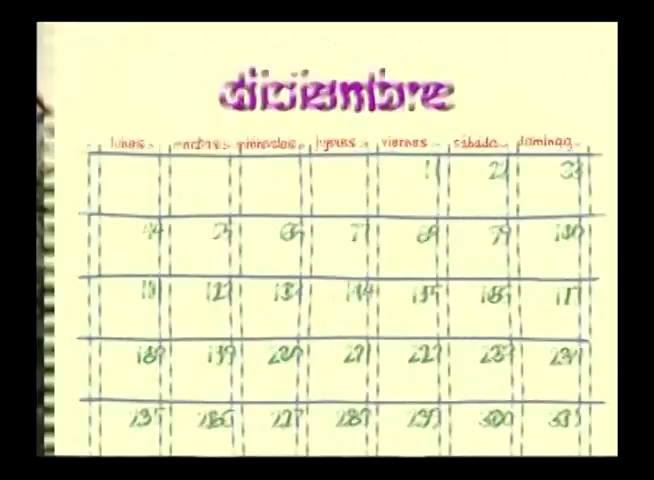 diciembre
lunes martes miércoles jueves viernes sábado domingo
1 2 3
4 5 6 7 8 9 10
11 12 13 14 15 16 17
18 19 20 21 22 23 24
25 26 27 28 29 30 31